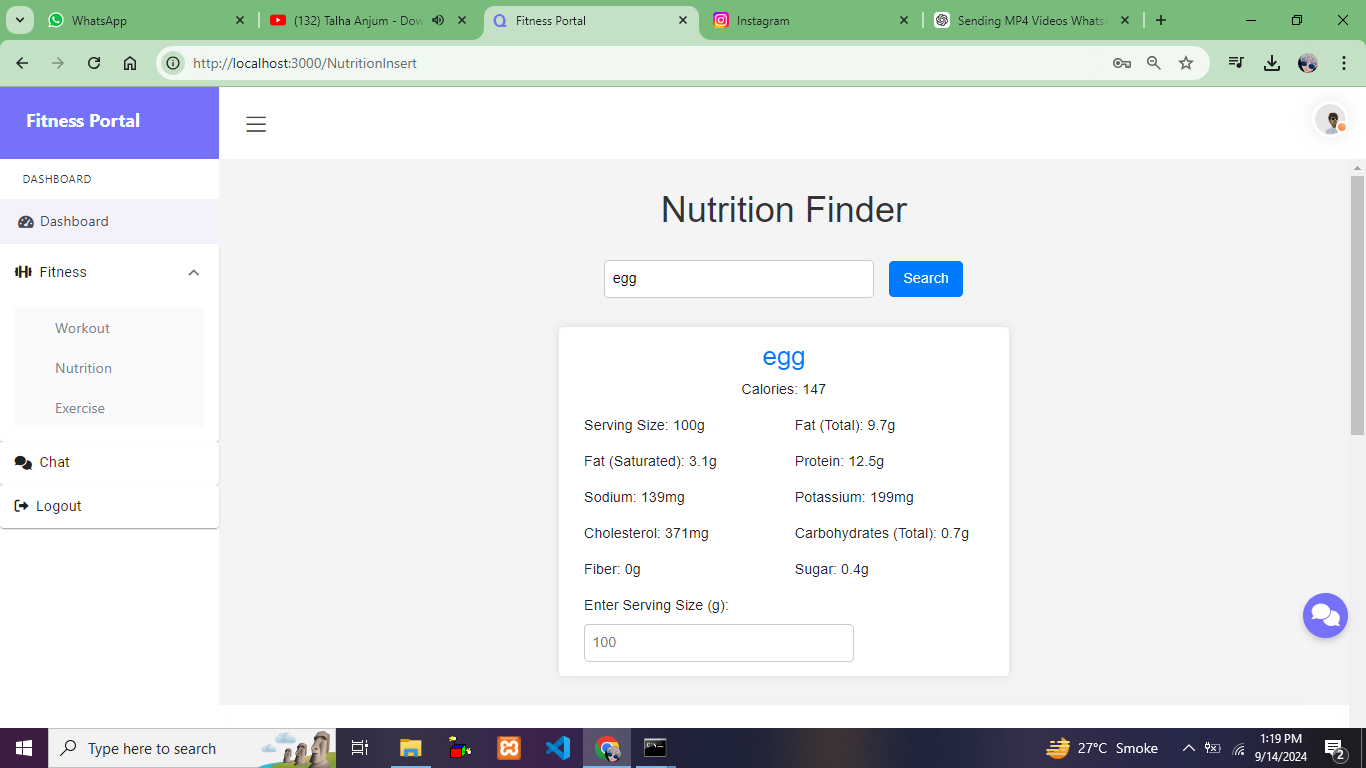 WhatsApp
(132) Talha Anjum - Dow
Fitness Portal
Instagram
Sending MP4 Videos Whats
http://localhost:3000/NutritionInsert
Fitness Portal
DASHBOARD
Dashboard
Fitness
Workout
Nutrition
Exercise
Chat
Logout
Nutrition Finder
egg
Search
egg
Calories: 147
Serving Size: 100g
Fat (Total): 9.7g
Fat (Saturated): 3.1g
Protein: 12.5g
Sodium: 139mg
Potassium: 199mg
Cholesterol: 371mg
Carbohydrates (Total): 0.7g
Fiber: 0g
Sugar: 0.4g
Enter Serving Size (g):
100
Type here to search
27°C Smoke
1:19 PM
9/14/2024
2